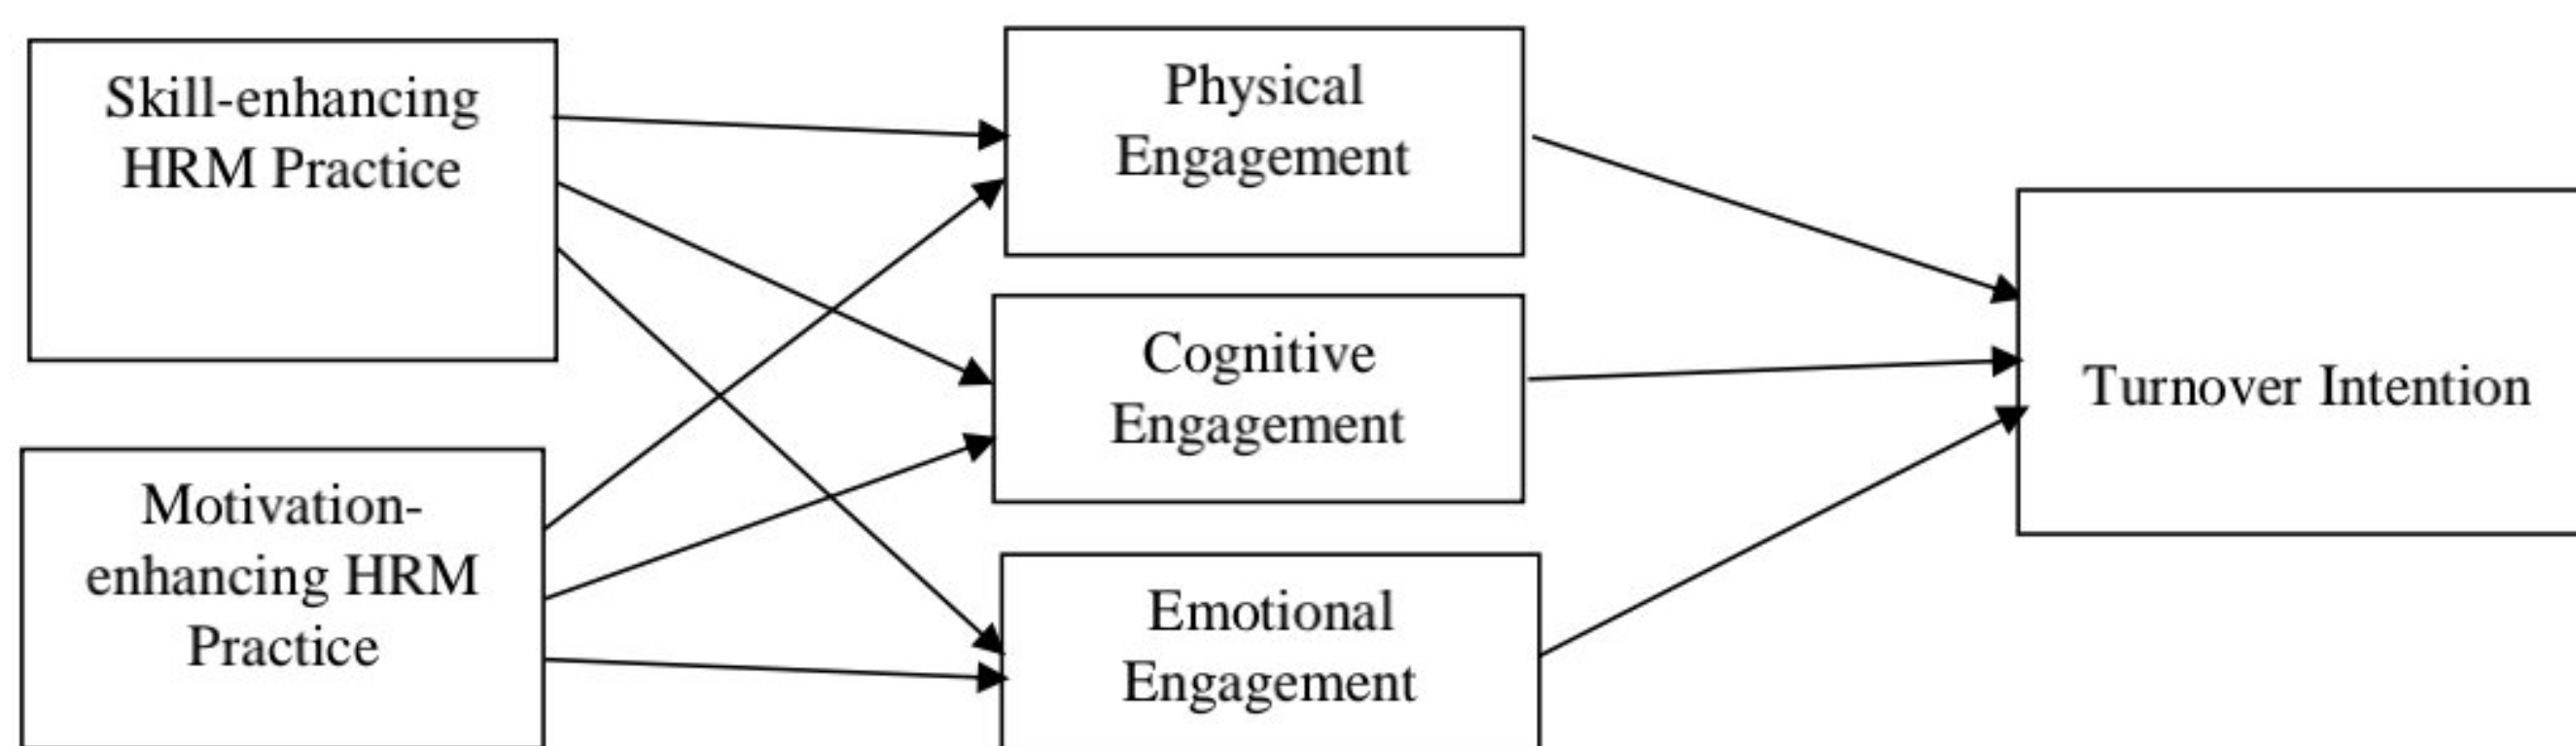 Skill-enhancing
HRM Practice
Motivation-
enhancing HRM
Practice
Physical
Engagement
Cognitive
Engagement
Emotional
Engagement
Turnover Intention